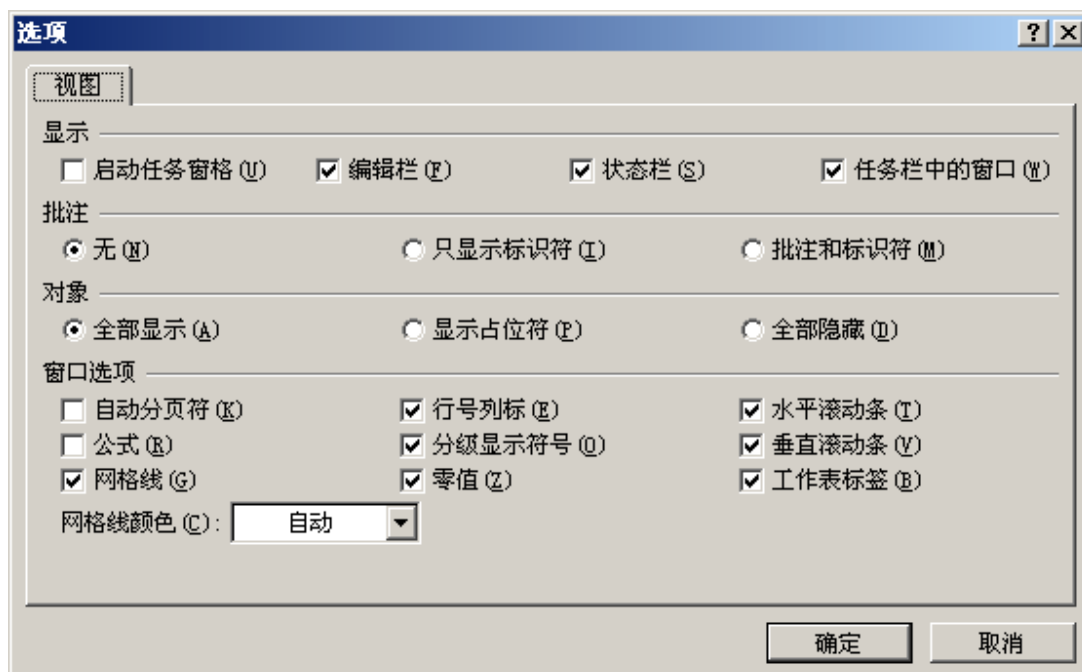 选项
视图
显示
启动任务窗格(U) 编辑栏(F) 状态栏(S) 任务栏中的窗口(W)
批注
无(N) 只显示标识符(I) 批注和标识符(M)
对象
全部显示(A) 显示占位符(P) 全部隐藏(D)
窗口选项
自动分页符(K) 行号列标(E) 水平滚动条(T)
公式(R) 分级显示符号(O) 垂直滚动条(V)
网格线(G) 零值(Z) 工作表标签(B)
网格线颜色(C): 自动
确定 取消